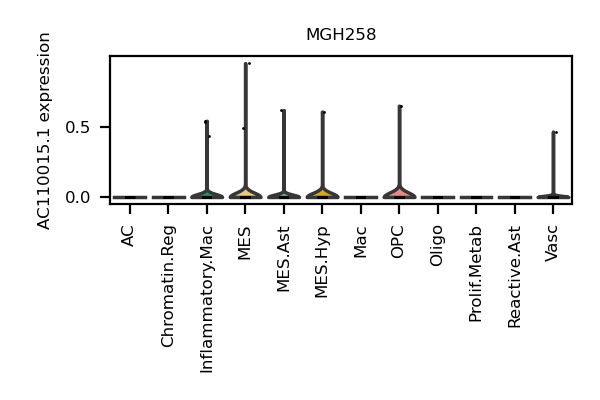 MGH258
AC110015.1 expression
0.5
0.0
AC
Chromatin.Reg
Inflammatory.Mac
MES
MES.Ast
MES.Hyp
Mac
OPC
Oligo
Prolif.Metab
Reactive.Ast
Vasc